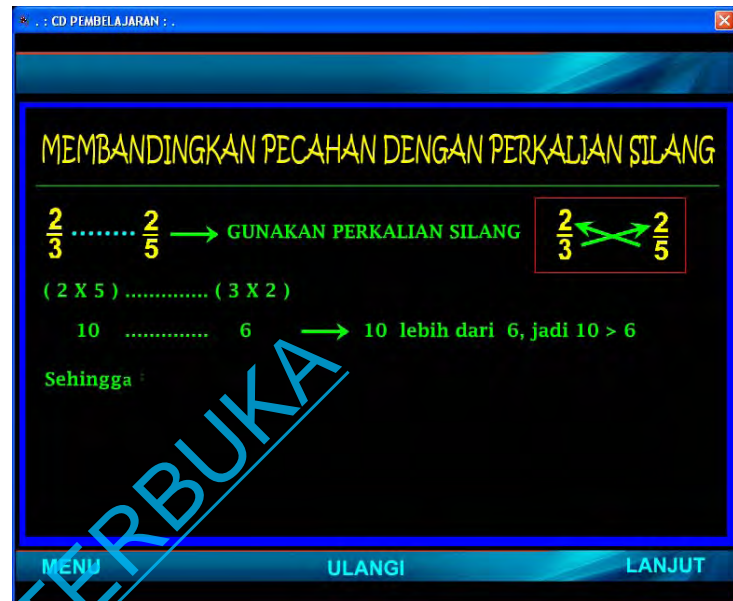 . : CD PEMBELAJARAN : .
MEMBANDINGKAN PECAHAN DENGAN PERKALIAN SILANG
2/3 ........ 2/5 → GUNAKAN PERKALIAN SILANG 2/3 2/5
( 2 X 5 ) .............. ( 3 X 2 )
10 .............. 6 → 10 lebih dari 6, jadi 10 > 6
Sehingga :
TERBUKA
MENU ULANGI LANJUT